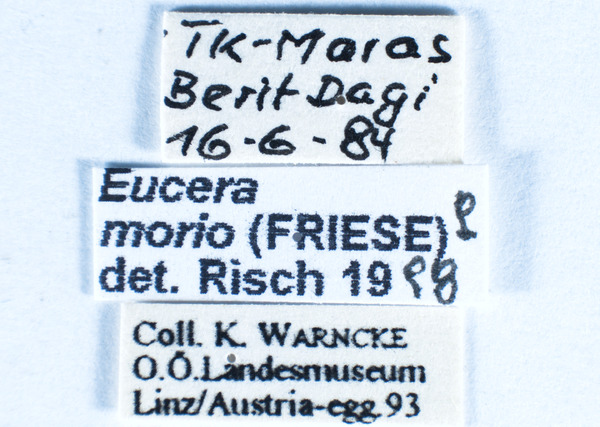 TK-Maras
Berit Dagi
16-6-84
Eucera
morio (FRIESE) ♀
det. Risch 1998
Coll. K. WARNCKE
O.Ö.Landesmuseum
Linz/Austria-egg.93